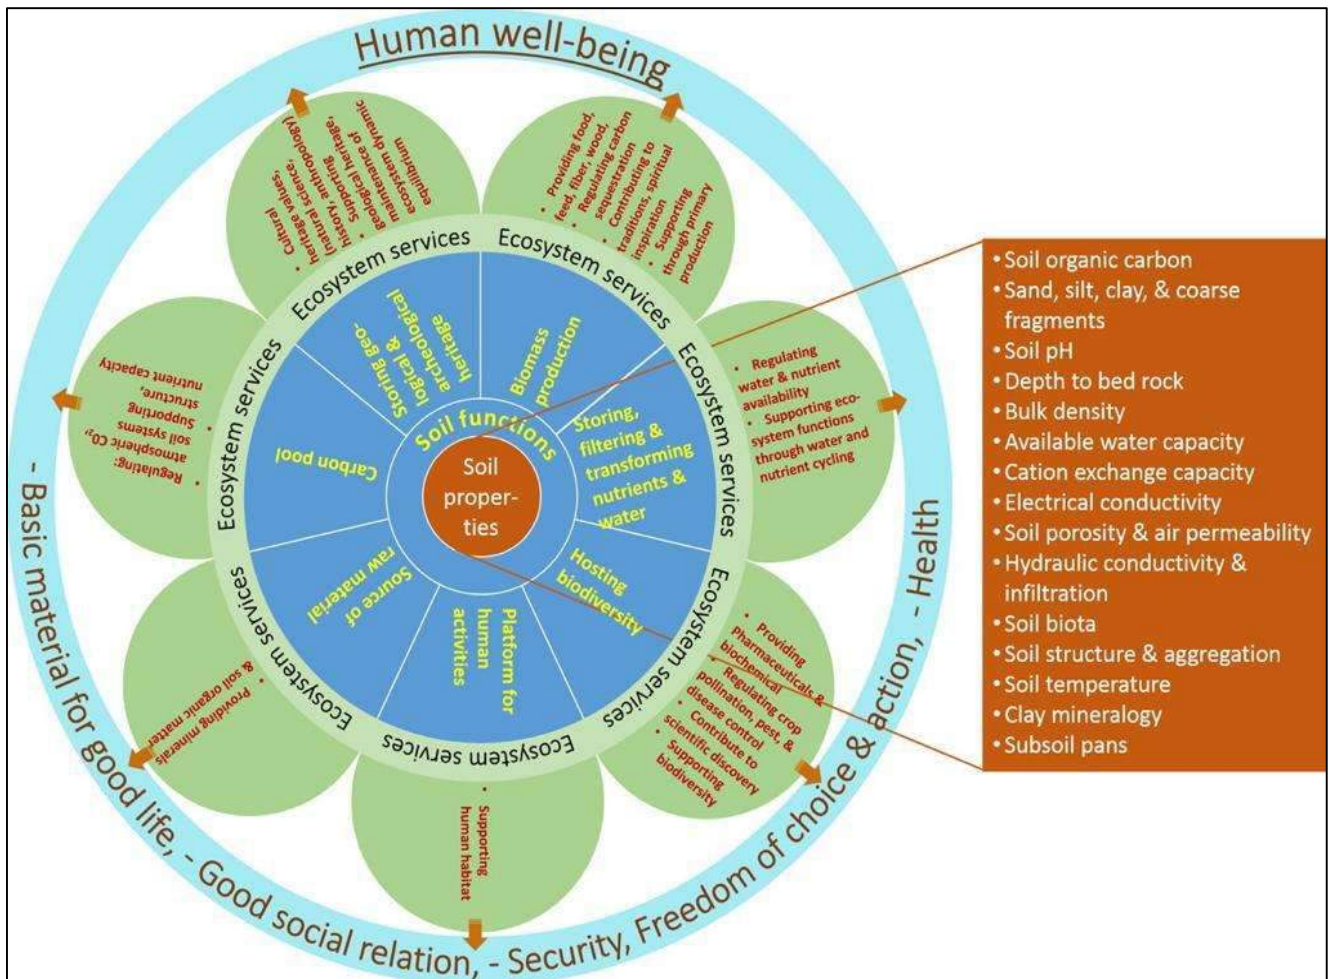 Human well-being
- Basic material for good life, - Good social relation, - Security, Freedom of choice & action, - Health
• Cultural
heritage values,
(natural science,
history, anthropology)
• Supporting
geological heritage,
maintenance of
ecosystem dynamic
equilibrium
• Providing food,
feed, fiber, wood,
• Regulating carbon
sequestration
• Contributing to
traditions, spiritual
inspiration
• Supporting
through primary
production
• Regulating
water & nutrient
availability
• Supporting eco-
system functions
through water and
nutrient cycling
• Providing
Pharmaceuticals &
biochemical
• Regulating crop
pollination, pest, &
disease control
• Contribute to
scientific discovery
• Supporting
biodiversity
• Supporting
human habitat
• Providing minerals
& soil organic matter
• Regulating:
atmospheric CO₂,
soil systems
• Supporting
structure,
nutrient capacity
Ecosystem services
Ecosystem services
Ecosystem services
Ecosystem services
Ecosystem services
Ecosystem services
Ecosystem services
Storing geo-
logical &
archeological
heritage
Biomass
production
Storing,
filtering &
transforming
nutrients &
water
Hosting
biodiversity
Platform for
human
activities
Source of
raw material
Carbon pool
Soil functions
Soil
proper-
ties
• Soil organic carbon
• Sand, silt, clay, & coarse
fragments
• Soil pH
• Depth to bed rock
• Bulk density
• Available water capacity
• Cation exchange capacity
• Electrical conductivity
• Soil porosity & air permeability
• Hydraulic conductivity &
infiltration
• Soil biota
• Soil structure & aggregation
• Soil temperature
• Clay mineralogy
• Subsoil pans